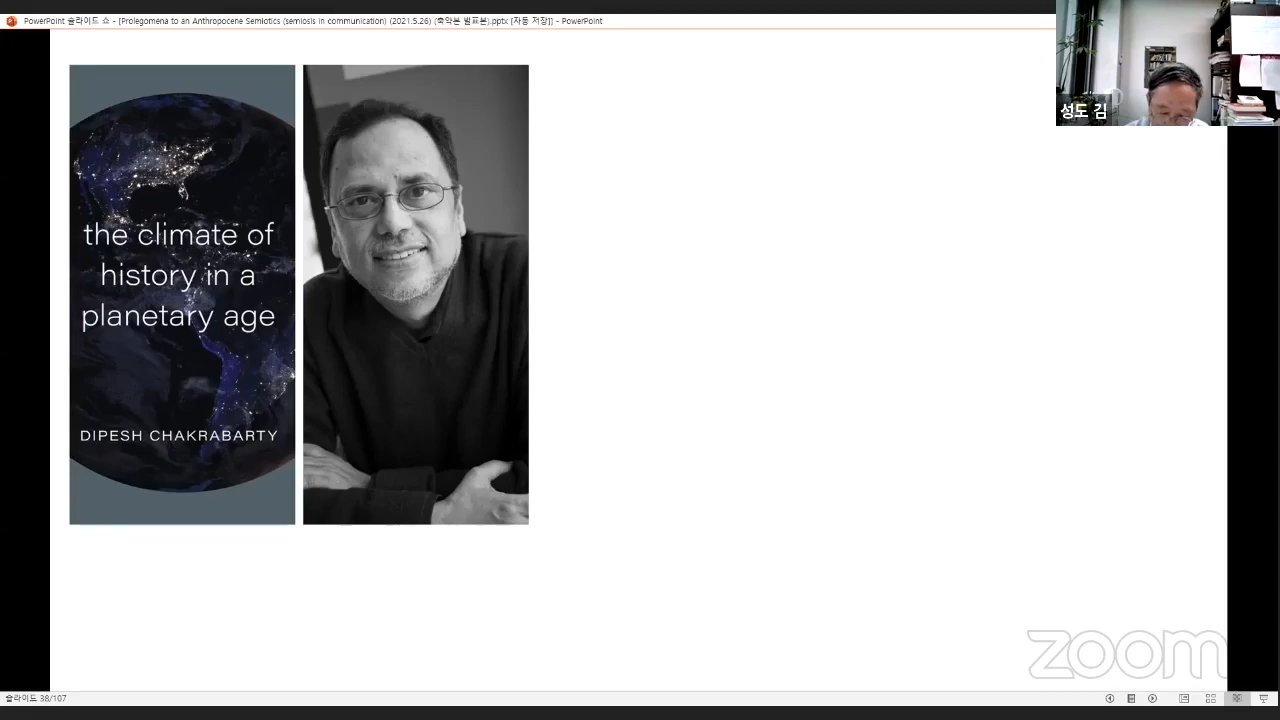 PowerPoint 슬라이드 쇼 - [Prolegomena to an Anthropocene Semiotics (semiosis in communication) (2021.5.26) (축약본 발표본).pptx [자동 저장]] - PowerPoint
성도 김
the climate of
history in a
planetary age
DIPESH CHAKRABARTY
zoom
슬라이드 38/107